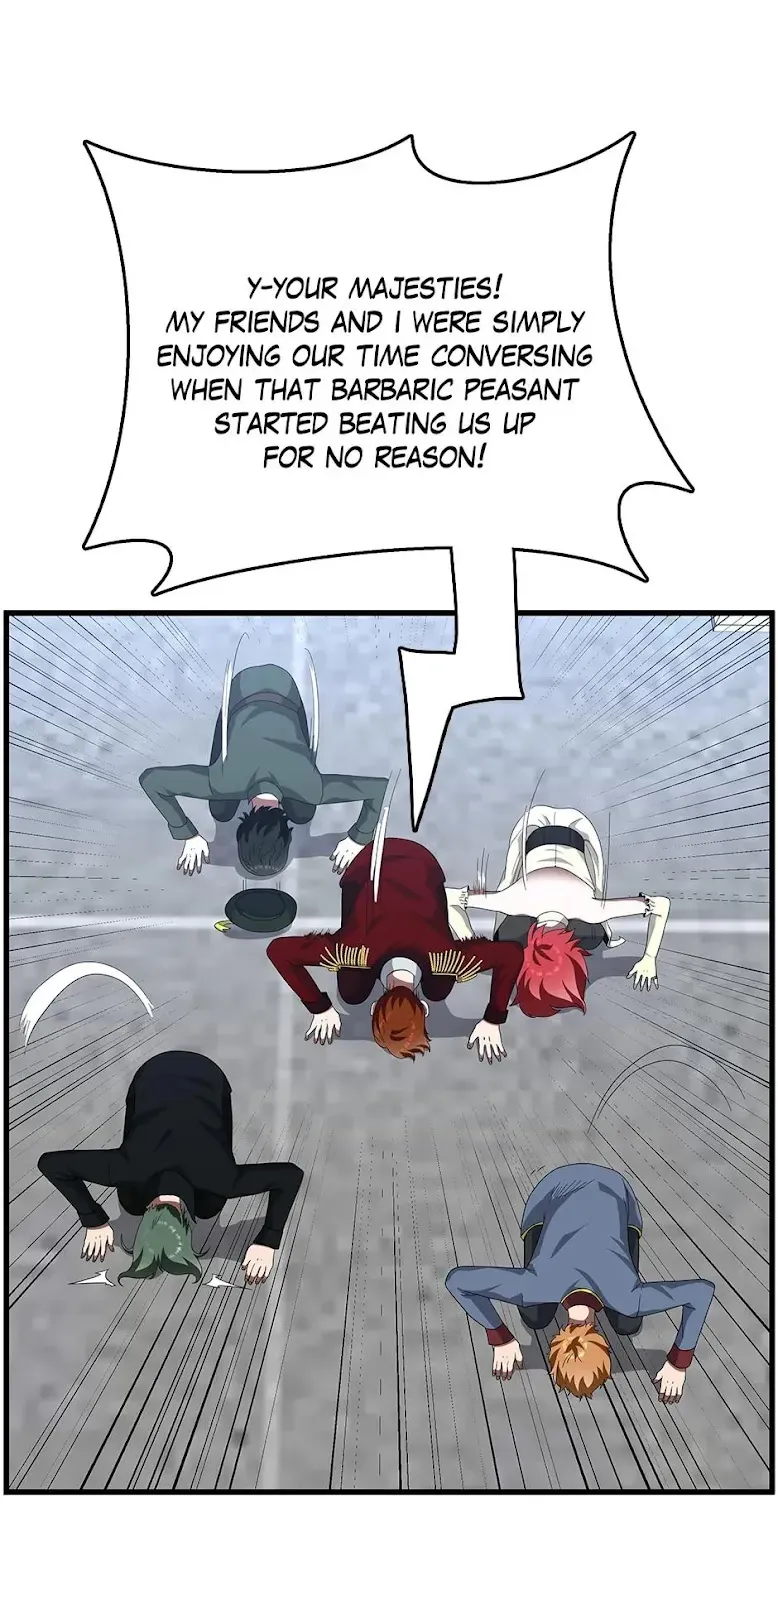 Y-YOUR MAJESTIES!
MY FRIENDS AND I WERE SIMPLY
ENJOYING OUR TIME CONVERSING
WHEN THAT BARBARIC PEASANT
STARTED BEATING US UP
FOR NO REASON!